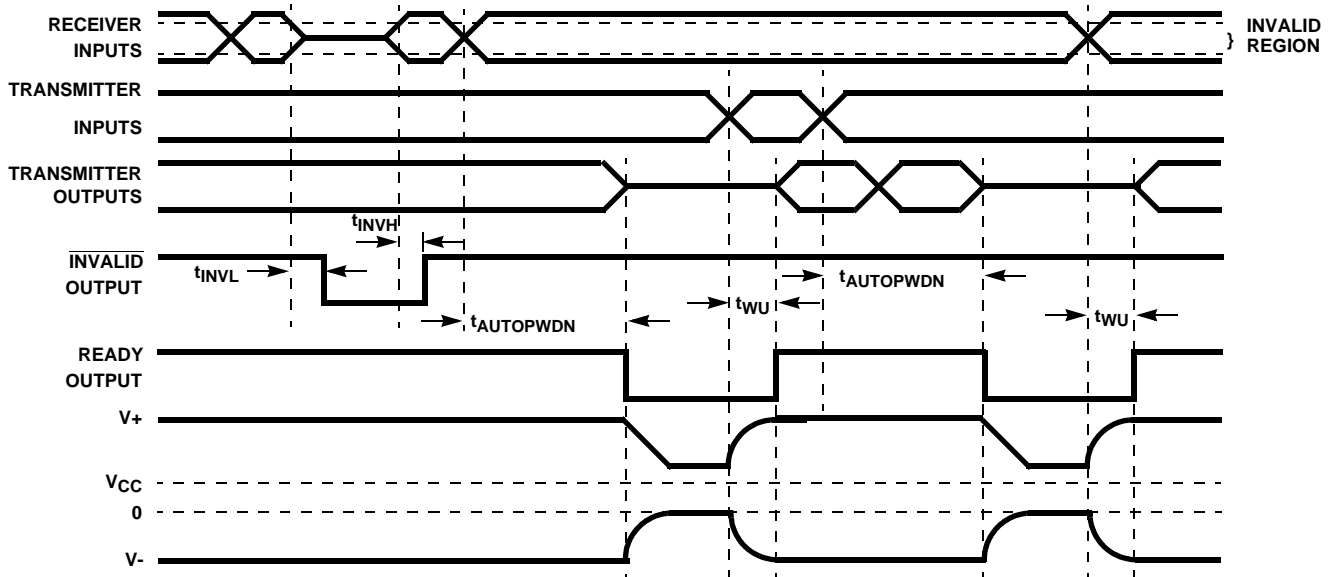 RECEIVER
INPUTS
} INVALID
REGION
TRANSMITTER
INPUTS
TRANSMITTER
OUTPUTS
tINVH
INVALID
OUTPUT
tINVL
tAUTOPWDN
tWU
tAUTOPWDN
tWU
READY
OUTPUT
V+
VCC
0
V-